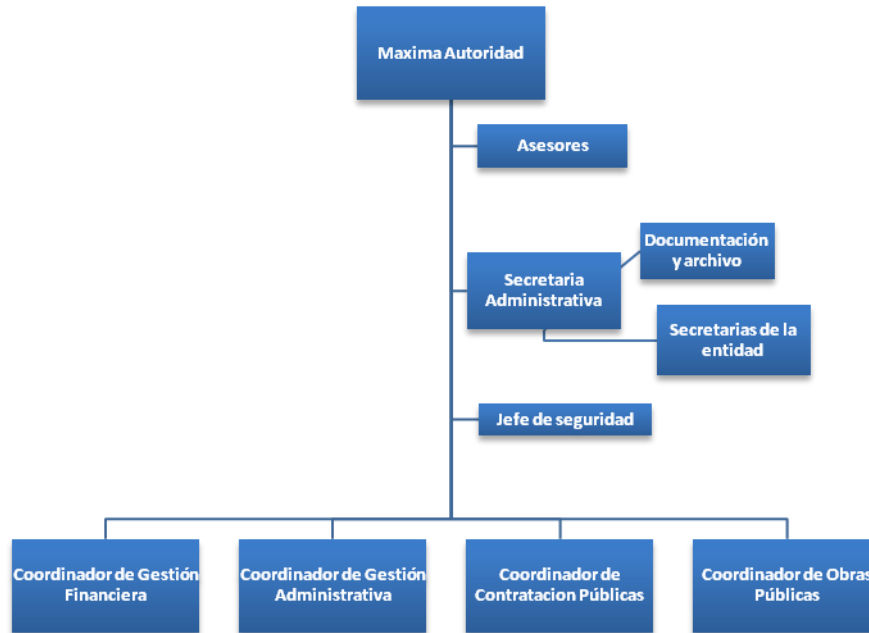 Maxima Autoridad
Asesores
Documentación
y archivo
Secretaria
Administrativa
Secretarias de la
entidad
Jefe de seguridad
Coordinador de Gestión
Financiera
Coordinador de Gestión
Administrativa
Coordinador de
Contratacion Públicas
Coordinador de Obras
Públicas